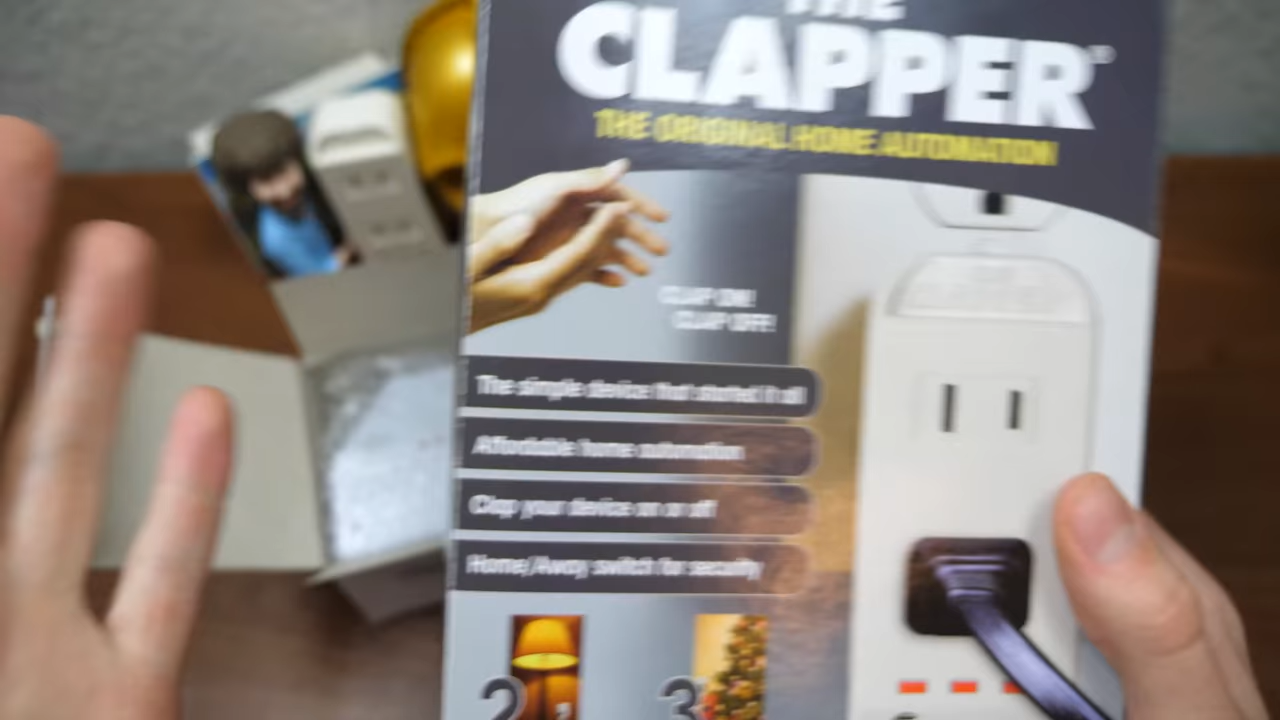 THE
CLAPPER®
THE ORIGINAL HOME AUTOMATION
CLAP ON!
CLAP OFF!
The simple device that started it all
Affordable home automation
Clap your device on or off
Home/Away switch for security
2
3